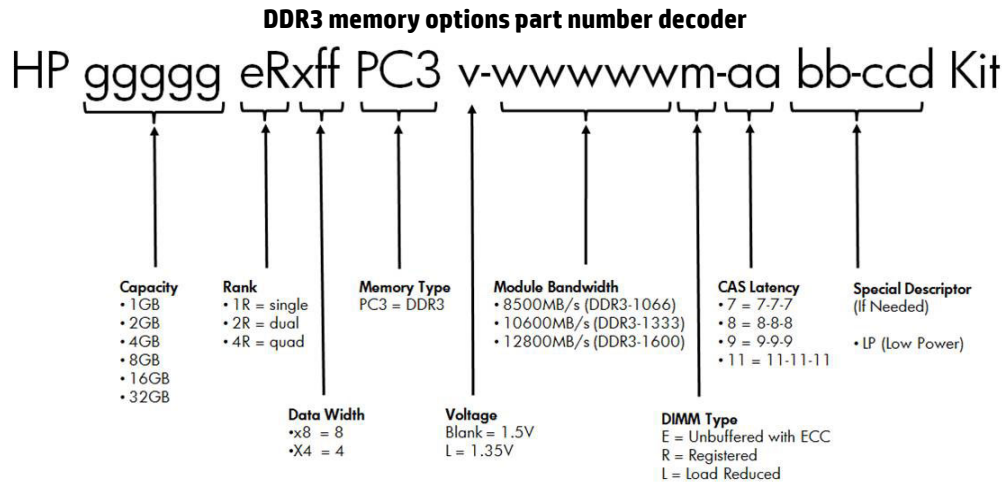 DDR3 memory options part number decoder
HP ggggg eRxff PC3 v-wwwwwm-aa bb-ccd Kit
Capacity
• 1GB
• 2GB
• 4GB
• 8GB
• 16GB
• 32GB
Rank
• 1R = single
• 2R = dual
• 4R = quad
Memory Type
PC3 = DDR3
Module Bandwidth
• 8500MB/s (DDR3-1066)
• 10600MB/s (DDR3-1333)
• 12800MB/s (DDR3-1600)
CAS Latency
• 7 = 7-7-7
• 8 = 8-8-8
• 9 = 9-9-9
• 11 = 11-11-11
Special Descriptor
(If Needed)
• LP (Low Power)
Data Width
•x8 = 8
•X4 = 4
Voltage
Blank = 1.5V
L = 1.35V
DIMM Type
E = Unbuffered with ECC
R = Registered
L = Load Reduced